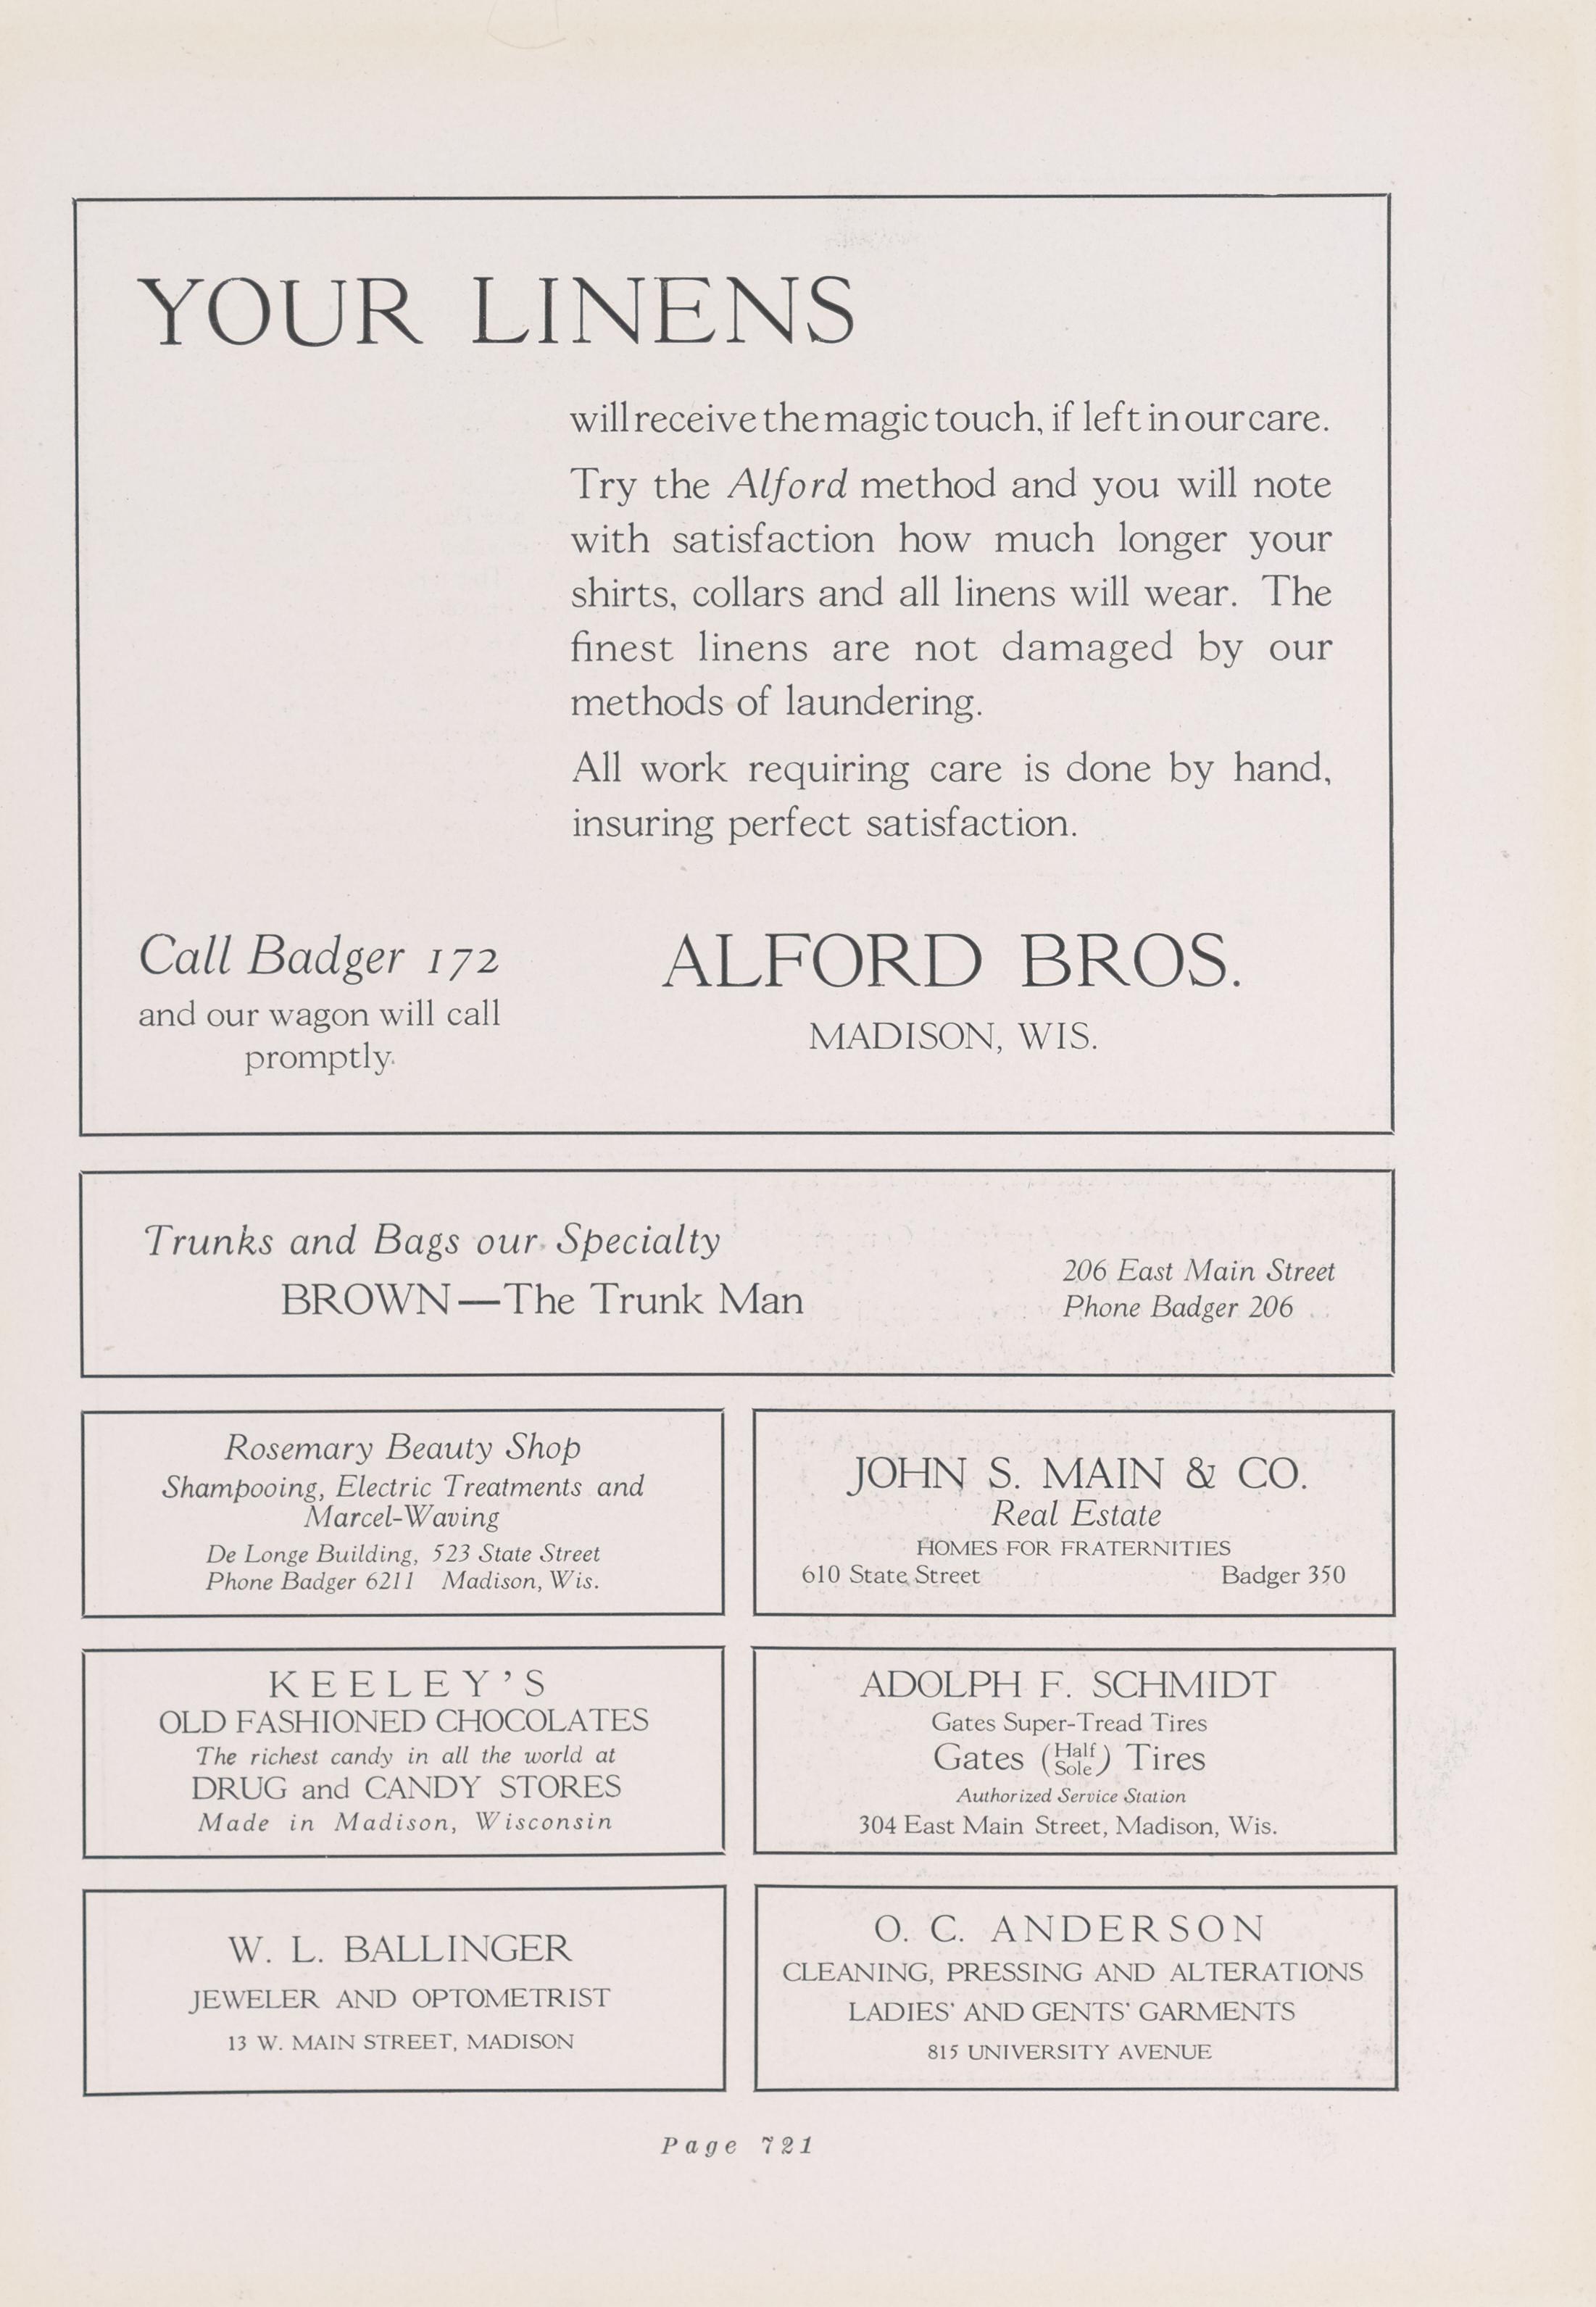 YOUR LINENS
will receive the magic touch, if left in our care.
Try the Alford method and you will note
with satisfaction how much longer your
shirts, collars and all linens will wear. The
finest linens are not damaged by our
methods of laundering.
All work requiring care is done by hand,
insuring perfect satisfaction.
Call Badger 172
and our wagon will call
promptly.
ALFORD BROS.
MADISON, WIS.
Trunks and Bags our Specialty
BROWN—The Trunk Man
206 East Main Street
Phone Badger 206
Rosemary Beauty Shop
Shampooing, Electric Treatments and
Marcel-Waving
De Longe Building, 523 State Street
Phone Badger 6211 Madison, Wis.
JOHN S. MAIN & CO.
Real Estate
HOMES FOR FRATERNITIES
610 State Street Badger 350
KEELEY'S
OLD FASHIONED CHOCOLATES
The richest candy in all the world at
DRUG and CANDY STORES
Made in Madison, Wisconsin
ADOLPH F. SCHMIDT
Gates Super-Tread Tires
Gates (Half Sole) Tires
Authorized Service Station
304 East Main Street, Madison, Wis.
W. L. BALLINGER
JEWELER AND OPTOMETRIST
13 W. MAIN STREET, MADISON
O. C. ANDERSON
CLEANING, PRESSING AND ALTERATIONS
LADIES' AND GENTS' GARMENTS
815 UNIVERSITY AVENUE
Page 721